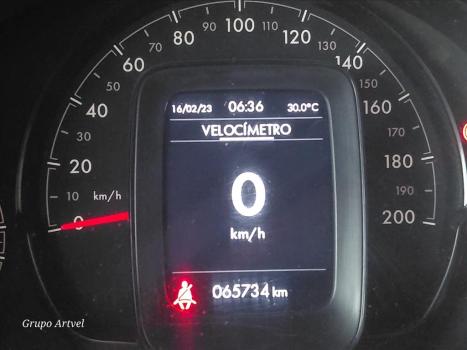 100
90 110
80 120
70 130
60 140
50 150
40 160
30 170
20 180
10 km/h 190
0 200
16/02/23 06:36 30.0°C
VELOCÍMETRO
0
km/h
065734 km
Grupo Artvel